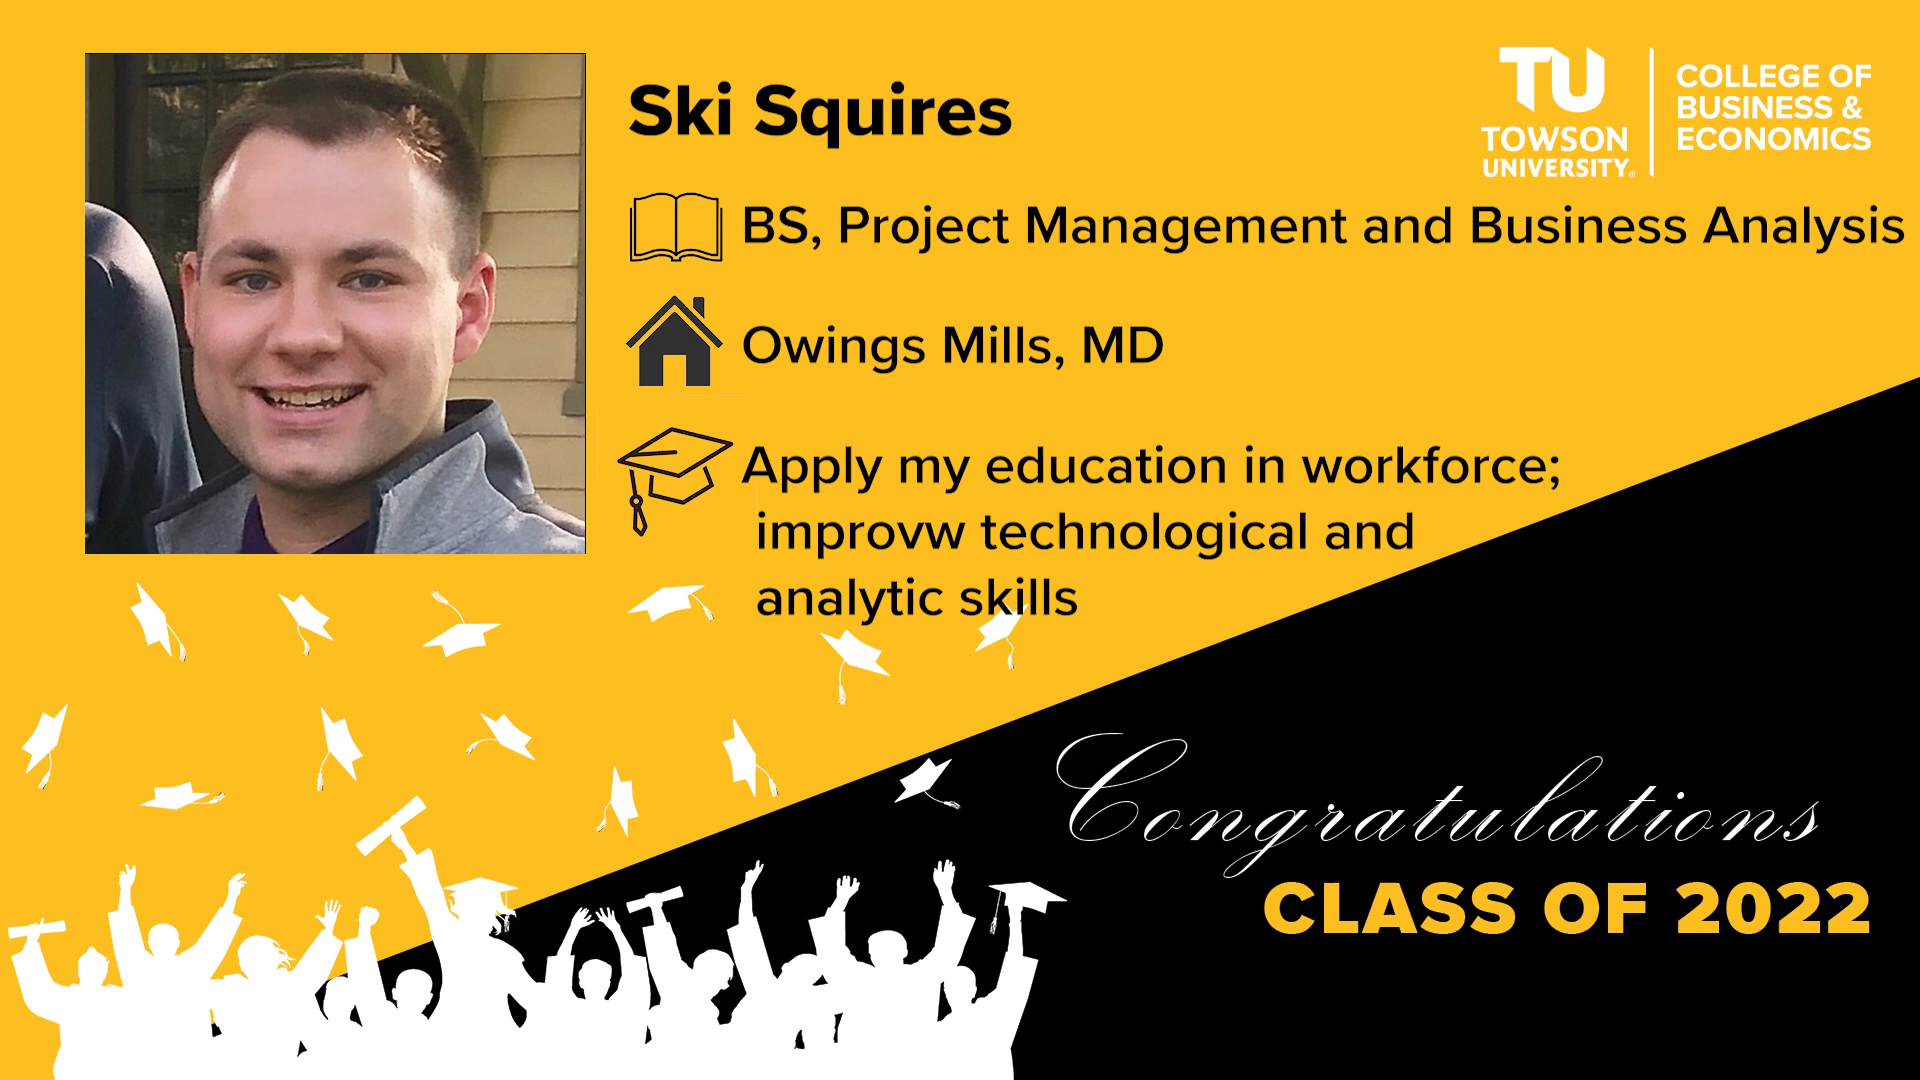 Ski Squires
TU
TOWSON
UNIVERSITY®
COLLEGE OF
BUSINESS &
ECONOMICS
BS, Project Management and Business Analysis
Owings Mills, MD
Apply my education in workforce;
improvw technological and
analytic skills
Congratulations
CLASS OF 2022